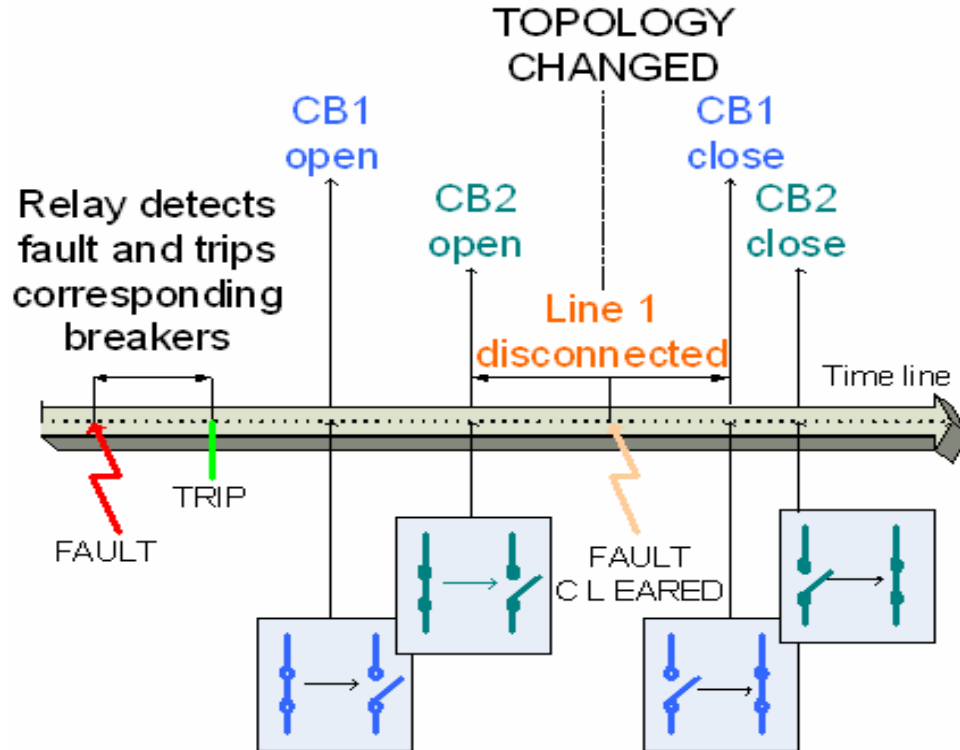 TOPOLOGY
CHANGED
CB1
open
CB1
close
Relay detects
fault and trips
corresponding
breakers
CB2
open
CB2
close
Line 1
disconnected
Time line
TRIP
FAULT
FAULT
C L EARED